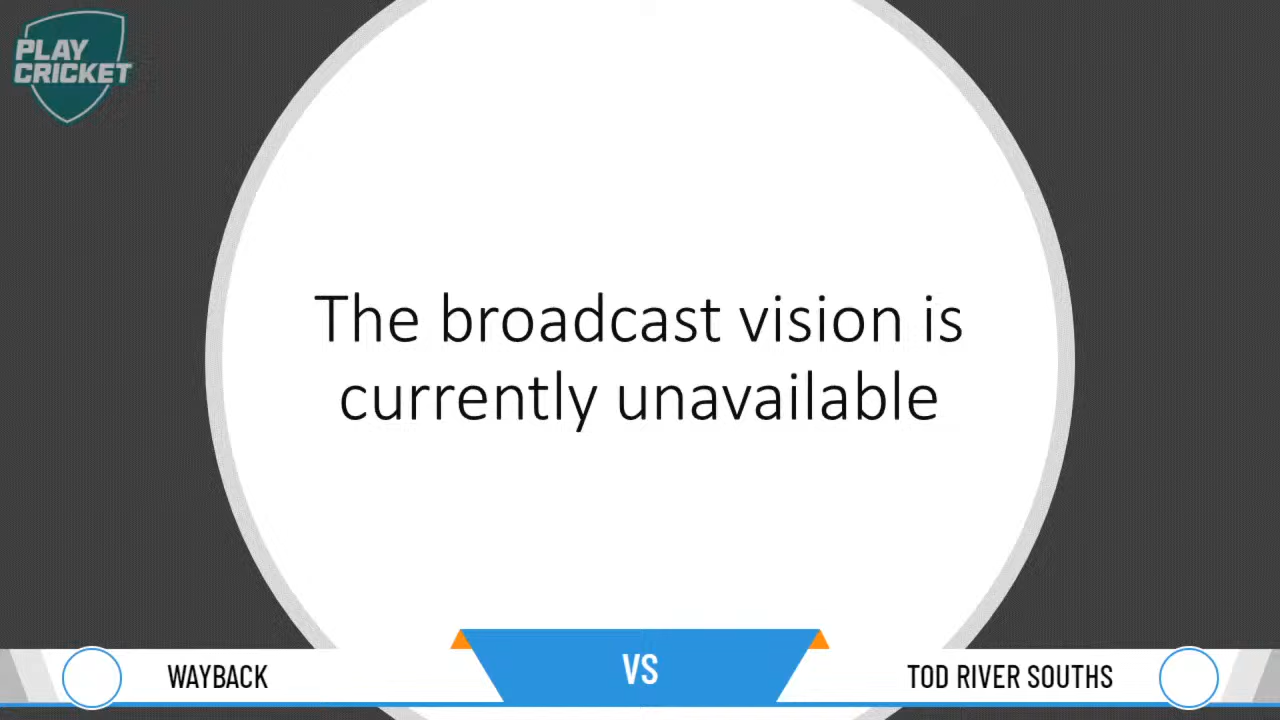 PLAY
CRICKET
The broadcast vision is
currently unavailable
WAYBACK
VS
TOD RIVER SOUTHS